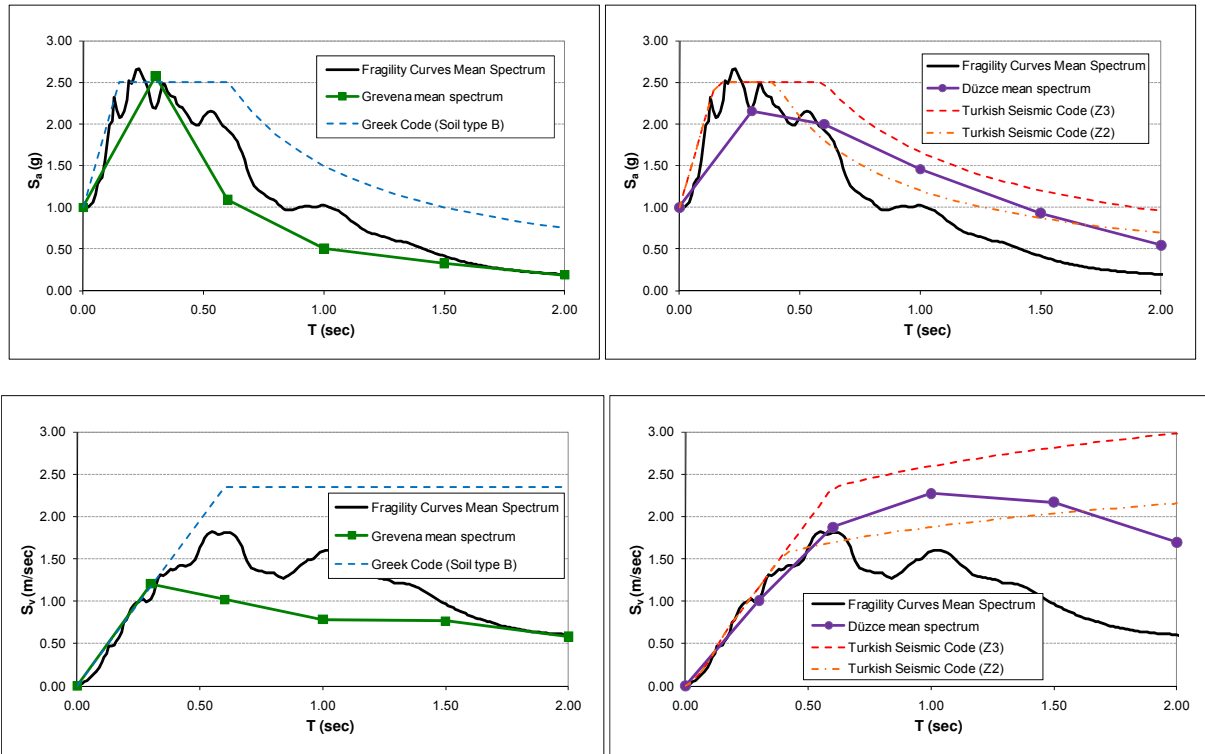 3.00
2.50
2.00
1.50
1.00
0.50
0.00
S_a (g)
Fragility Curves Mean Spectrum
Grevena mean spectrum
Greek Code (Soil type B)
0.00 0.50 1.00 1.50 2.00
T (sec)
3.00
2.50
2.00
1.50
1.00
0.50
0.00
S_a (g)
Fragility Curves Mean Spectrum
Düzce mean spectrum
Turkish Seismic Code (Z3)
Turkish Seismic Code (Z2)
0.00 0.50 1.00 1.50 2.00
T (sec)
3.00
2.50
2.00
1.50
1.00
0.50
0.00
S_v (m/sec)
Fragility Curves Mean Spectrum
Grevena mean spectrum
Greek Code (Soil type B)
0.00 0.50 1.00 1.50 2.00
T (sec)
3.00
2.50
2.00
1.50
1.00
0.50
0.00
S_v (m/sec)
Fragility Curves Mean Spectrum
Düzce mean spectrum
Turkish Seismic Code (Z3)
Turkish Seismic Code (Z2)
0.00 0.50 1.00 1.50 2.00
T (sec)